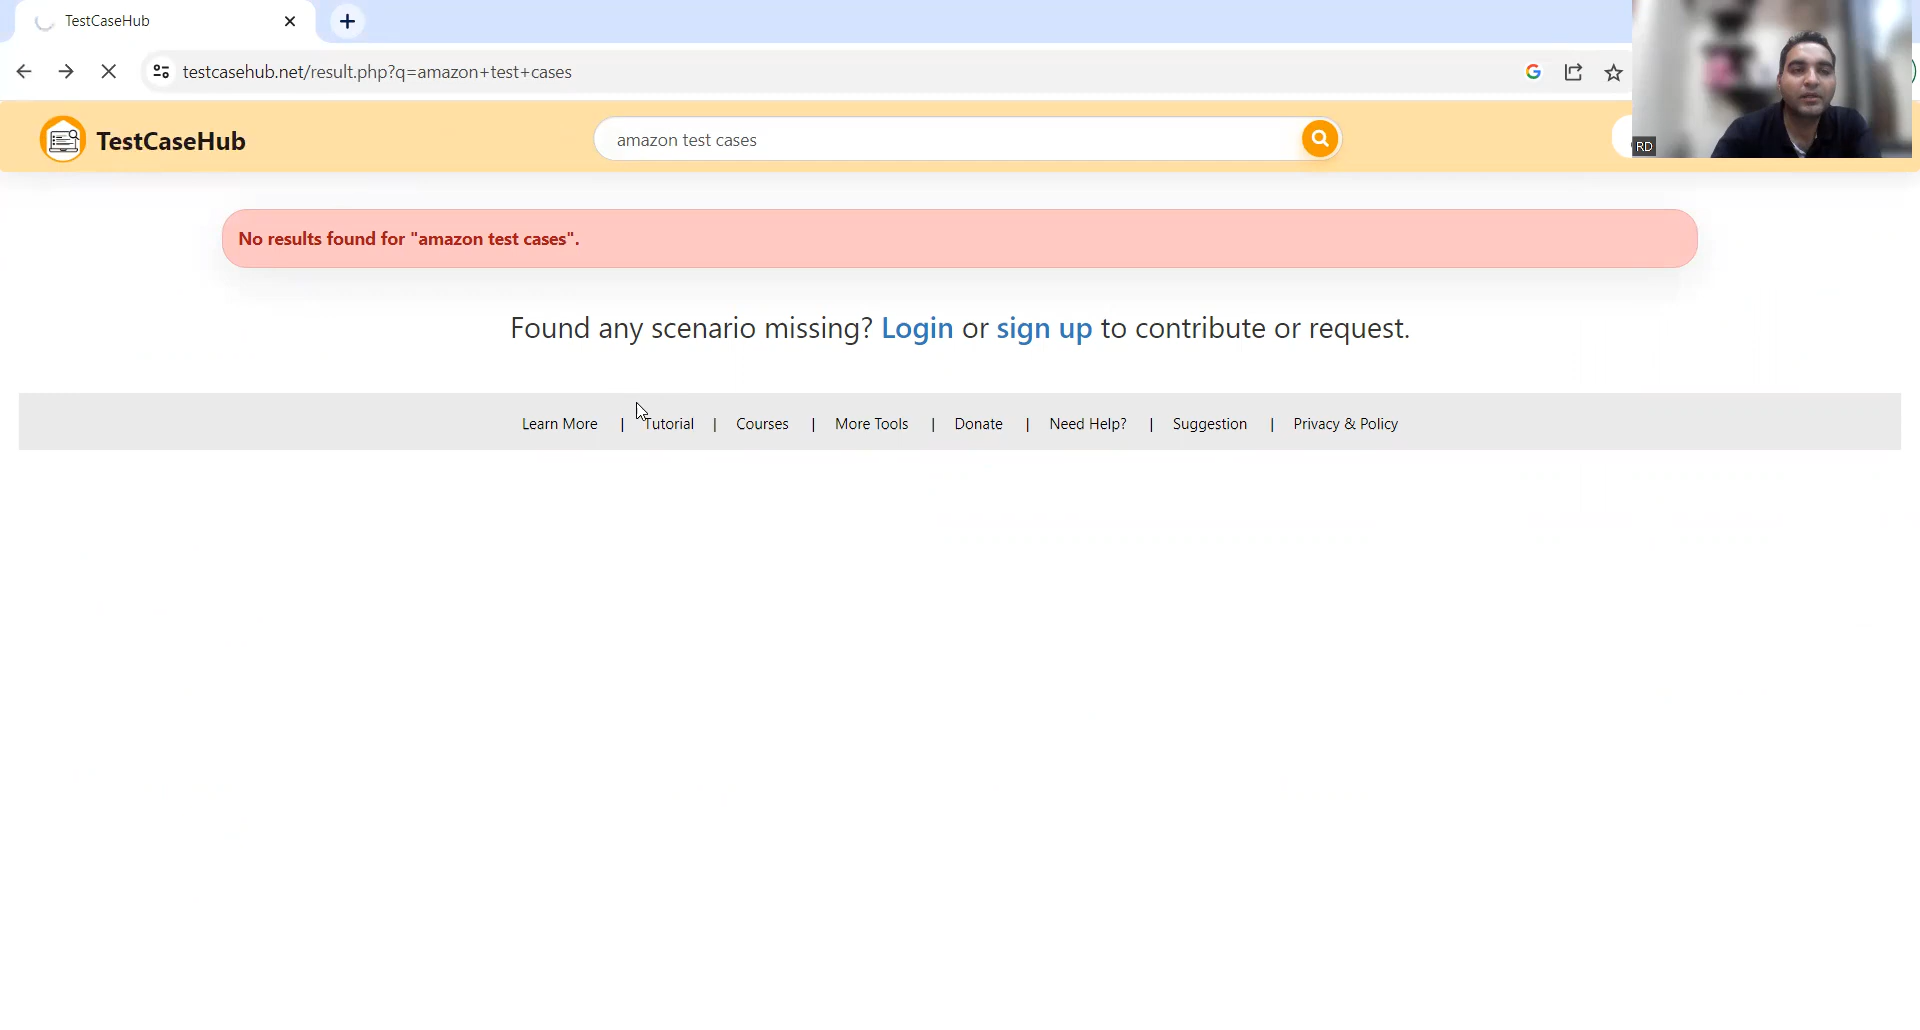 TestCaseHub
testcasehub.net/result.php?q=amazon+test+cases
TestCaseHub
amazon test cases
RD
No results found for "amazon test cases".
Found any scenario missing? Login or sign up to contribute or request.
Learn More | Tutorial | Courses | More Tools | Donate | Need Help? | Suggestion | Privacy & Policy